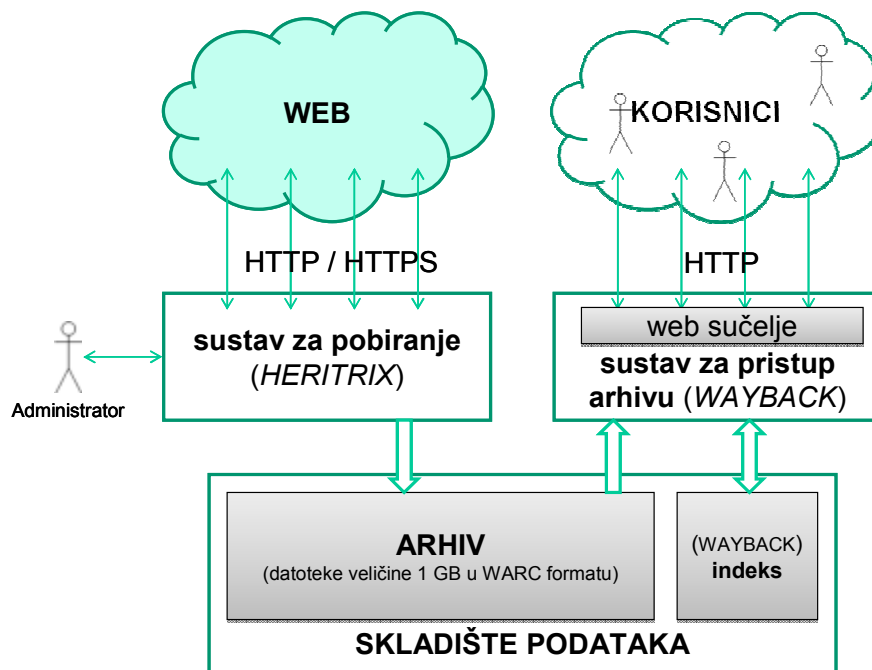 WEB
KORISNICI
HTTP / HTTPS
HTTP
sustav za pobiranje
(HERITRIX)
web sučelje
sustav za pristup
arhivu (WAYBACK)
Administrator
ARHIV
(datoteke veličine 1 GB u WARC formatu)
(WAYBACK)
indeks
SKLADIŠTE PODATAKA